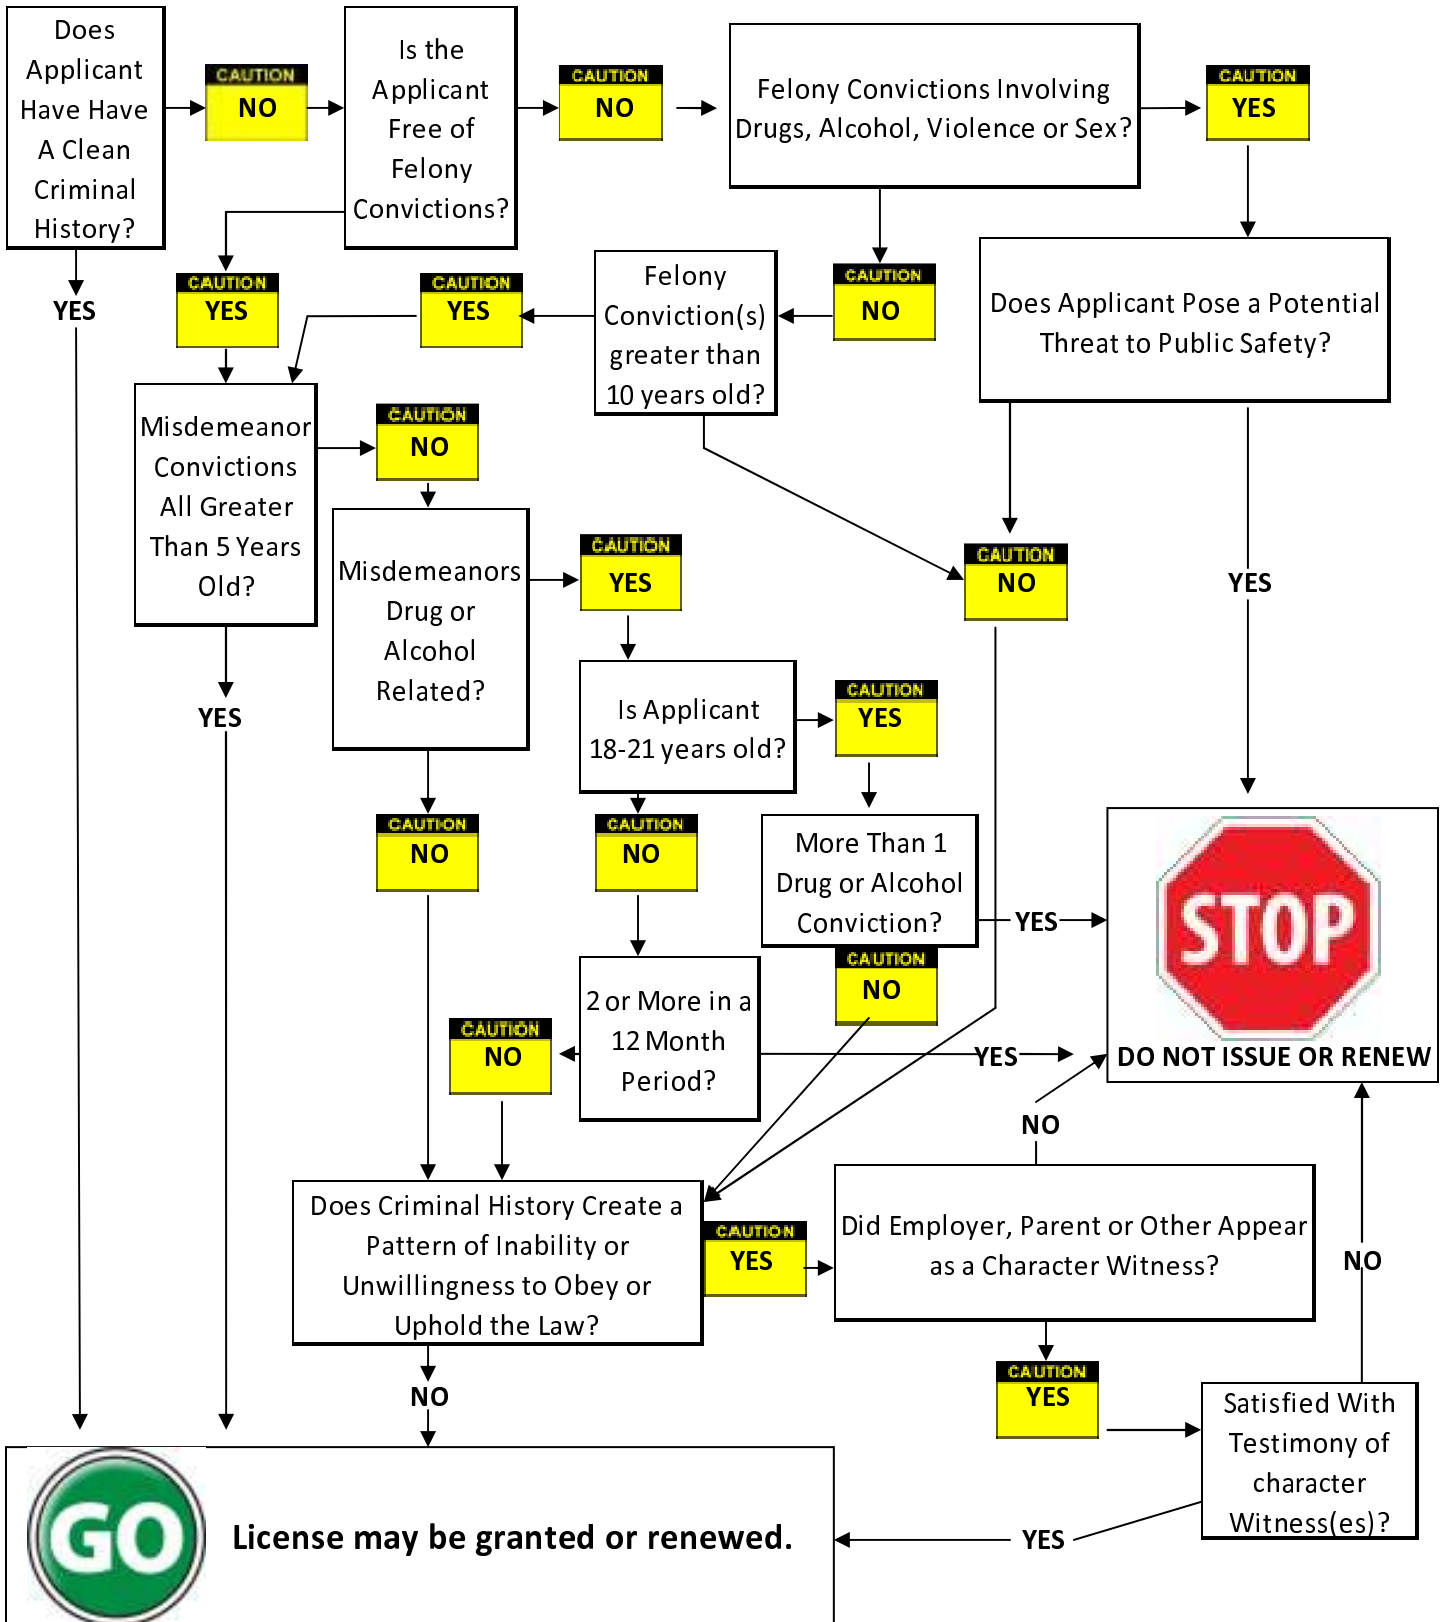 Does
Applicant
Have Have
A Clean
Criminal
History?
CAUTION
NO
Is the
Applicant
Free of
Felony
Convictions?
CAUTION
NO
Felony Convictions Involving
Drugs, Alcohol, Violence or Sex?
CAUTION
YES
YES
CAUTION
YES
CAUTION
YES
Felony
Conviction(s)
greater than
10 years old?
CAUTION
NO
Does Applicant Pose a Potential
Threat to Public Safety?
Misdemeanor
Convictions
All Greater
Than 5 Years
Old?
CAUTION
NO
Misdemeanors
Drug or
Alcohol
Related?
CAUTION
YES
CAUTION
NO
YES
YES
Is Applicant
18-21 years old?
CAUTION
YES
CAUTION
NO
CAUTION
NO
More Than 1
Drug or Alcohol
Conviction?
YES
STOP
DO NOT ISSUE OR RENEW
CAUTION
NO
2 or More in a
12 Month
Period?
CAUTION
NO
YES
NO
Does Criminal History Create a
Pattern of Inability or
Unwillingness to Obey or
Uphold the Law?
CAUTION
YES
Did Employer, Parent or Other Appear
as a Character Witness?
NO
NO
CAUTION
YES
Satisfied With
Testimony of
character
Witness(es)?
YES
GO
License may be granted or renewed.